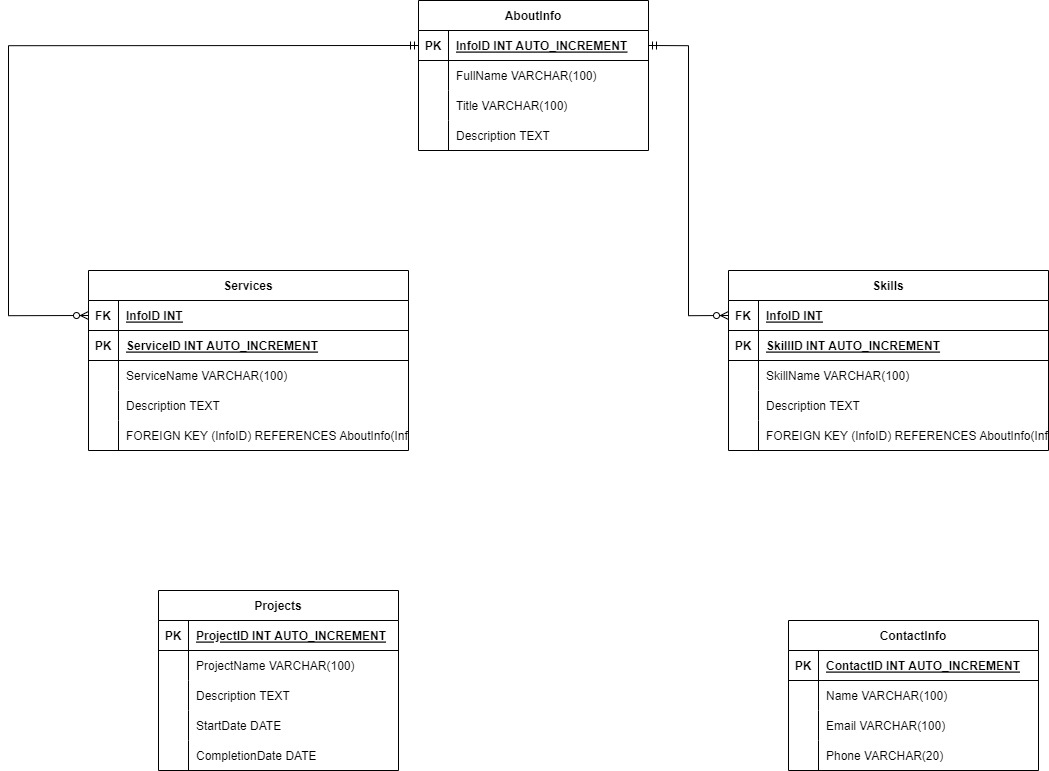 AboutInfo
PK InfoID INT AUTO_INCREMENT
FullName VARCHAR(100)
Title VARCHAR(100)
Description TEXT
Services
FK InfoID INT
PK ServiceID INT AUTO_INCREMENT
ServiceName VARCHAR(100)
Description TEXT
FOREIGN KEY (InfoID) REFERENCES AboutInfo(Inf
Skills
FK InfoID INT
PK SkillID INT AUTO_INCREMENT
SkillName VARCHAR(100)
Description TEXT
FOREIGN KEY (InfoID) REFERENCES AboutInfo(Inf
Projects
PK ProjectID INT AUTO_INCREMENT
ProjectName VARCHAR(100)
Description TEXT
StartDate DATE
CompletionDate DATE
ContactInfo
PK ContactID INT AUTO_INCREMENT
Name VARCHAR(100)
Email VARCHAR(100)
Phone VARCHAR(20)